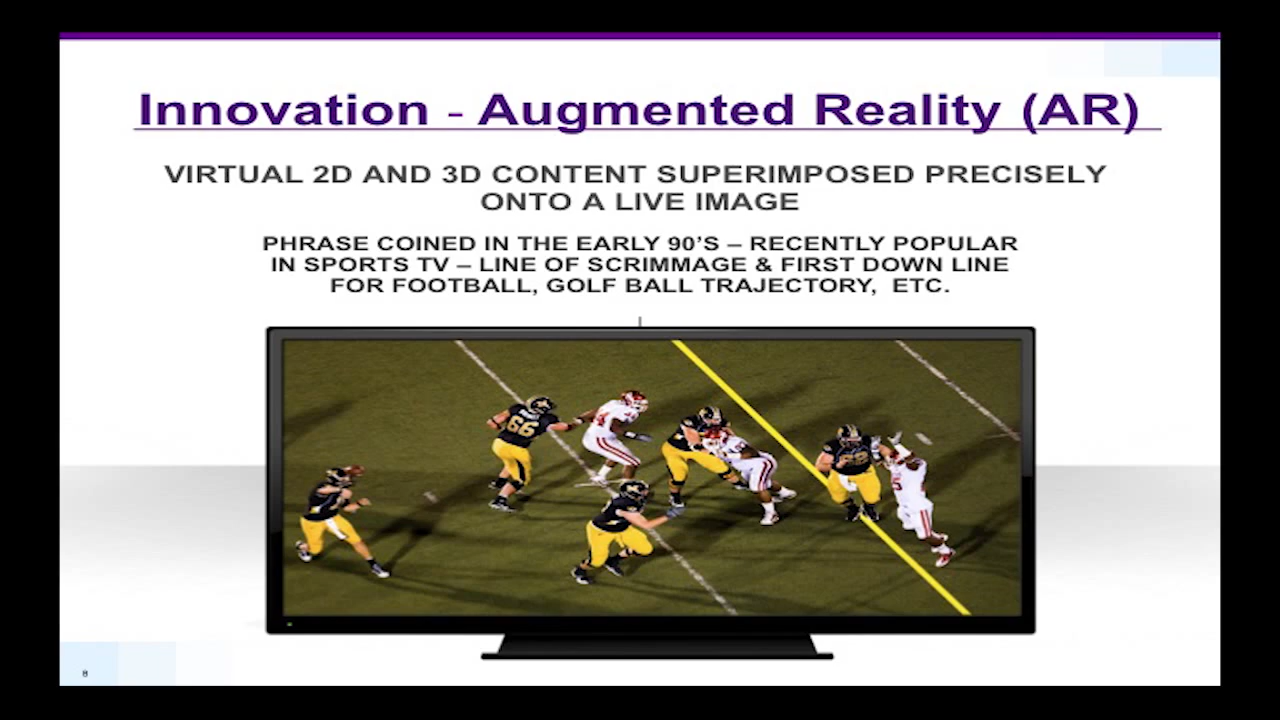 Innovation - Augmented Reality (AR)
VIRTUAL 2D AND 3D CONTENT SUPERIMPOSED PRECISELY
ONTO A LIVE IMAGE
PHRASE COINED IN THE EARLY 90’S – RECENTLY POPULAR
IN SPORTS TV – LINE OF SCRIMMAGE & FIRST DOWN LINE
FOR FOOTBALL, GOLF BALL TRAJECTORY, ETC.
66
8